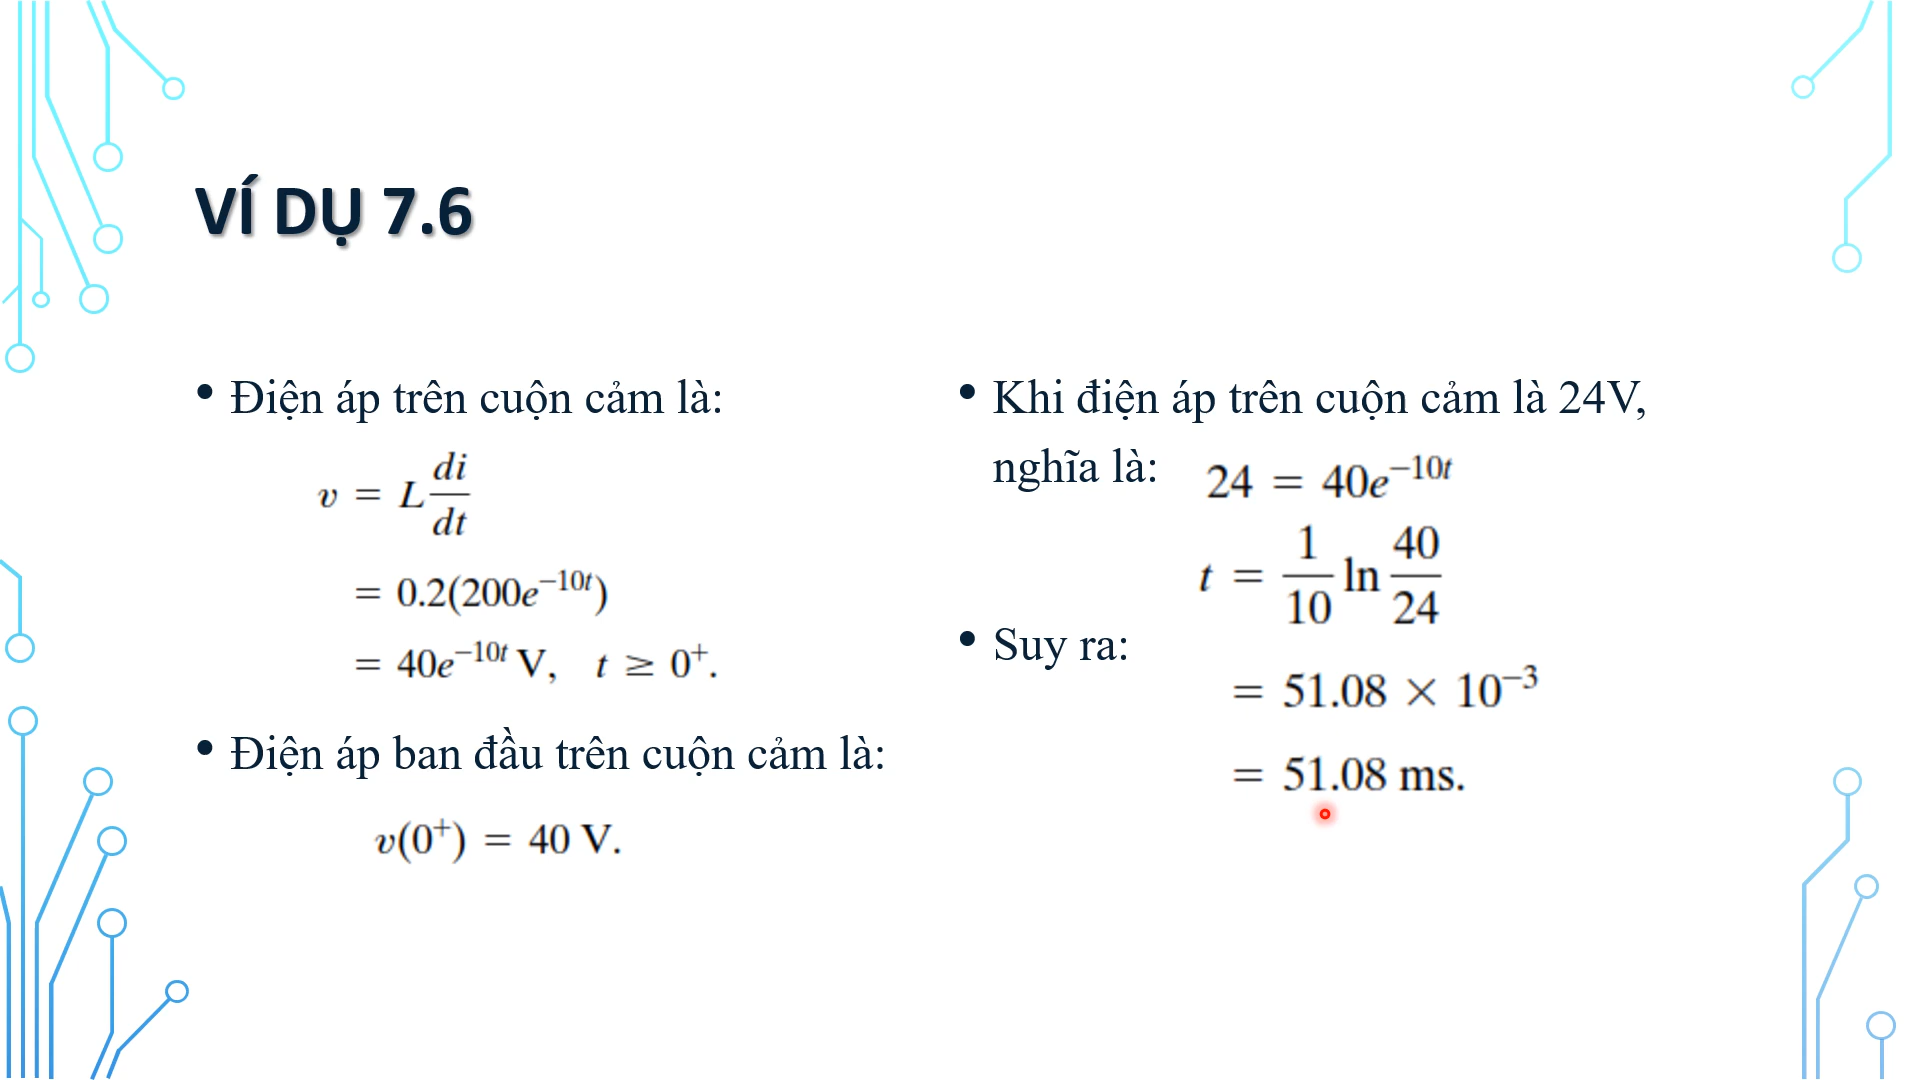 VÍ DỤ 7.6
• Điện áp trên cuộn cảm là:
v = L di/dt
= 0.2(200e⁻¹⁰ᵗ)
= 40e⁻¹⁰ᵗ V, t ≥ 0⁺.
• Điện áp ban đầu trên cuộn cảm là:
v(0⁺) = 40 V.
• Khi điện áp trên cuộn cảm là 24V,
nghĩa là: 24 = 40e⁻¹⁰ᵗ
t = 1/10 ln 40/24
• Suy ra:
= 51.08 × 10⁻³
= 51.08 ms.